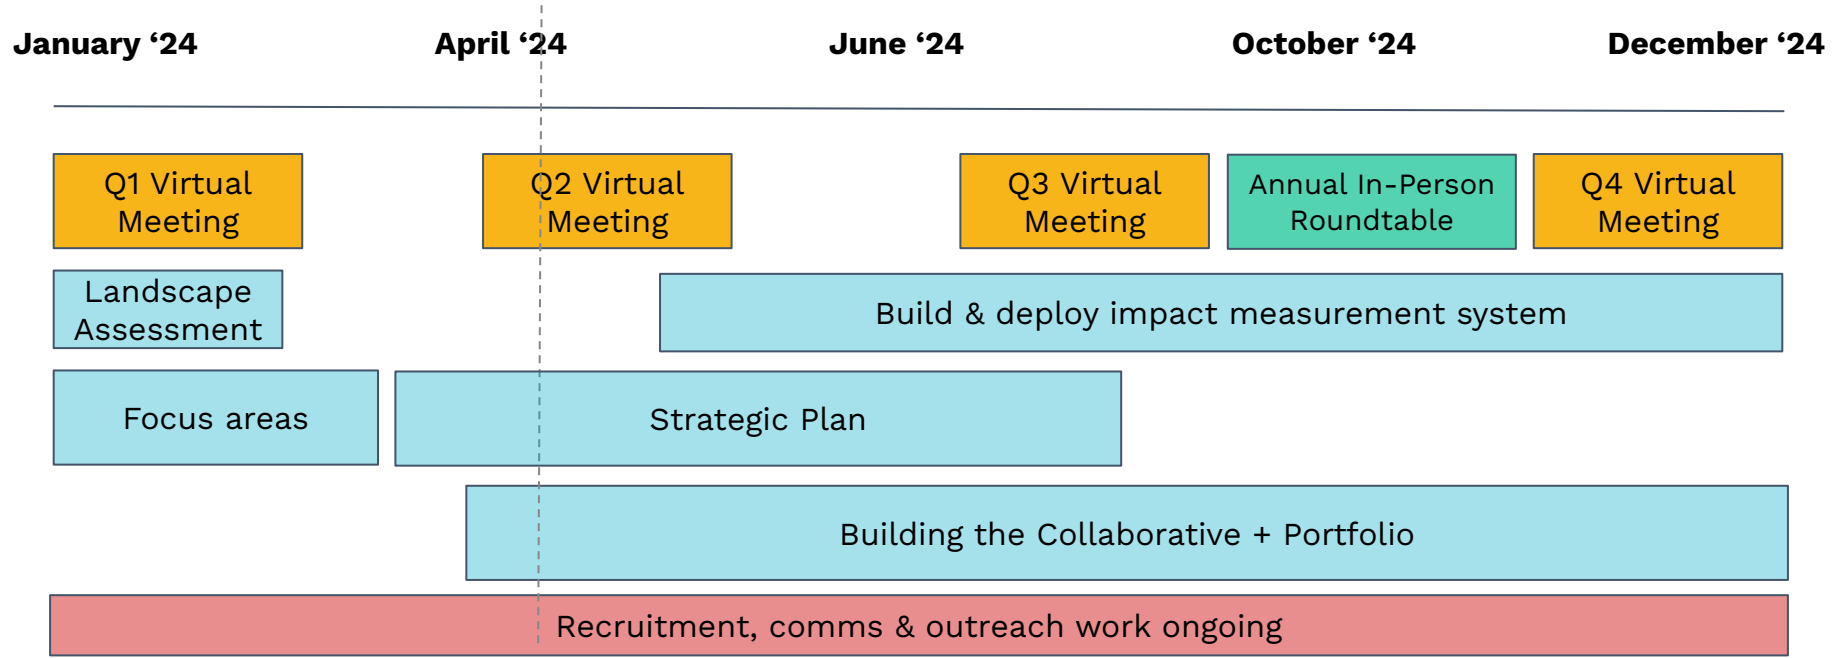 January ‘24
April ‘24
June ‘24
October ‘24
December ‘24
Q1 Virtual
Meeting
Q2 Virtual
Meeting
Q3 Virtual
Meeting
Annual In-Person
Roundtable
Q4 Virtual
Meeting
Landscape
Assessment
Build & deploy impact measurement system
Focus areas
Strategic Plan
Building the Collaborative + Portfolio
Recruitment, comms & outreach work ongoing